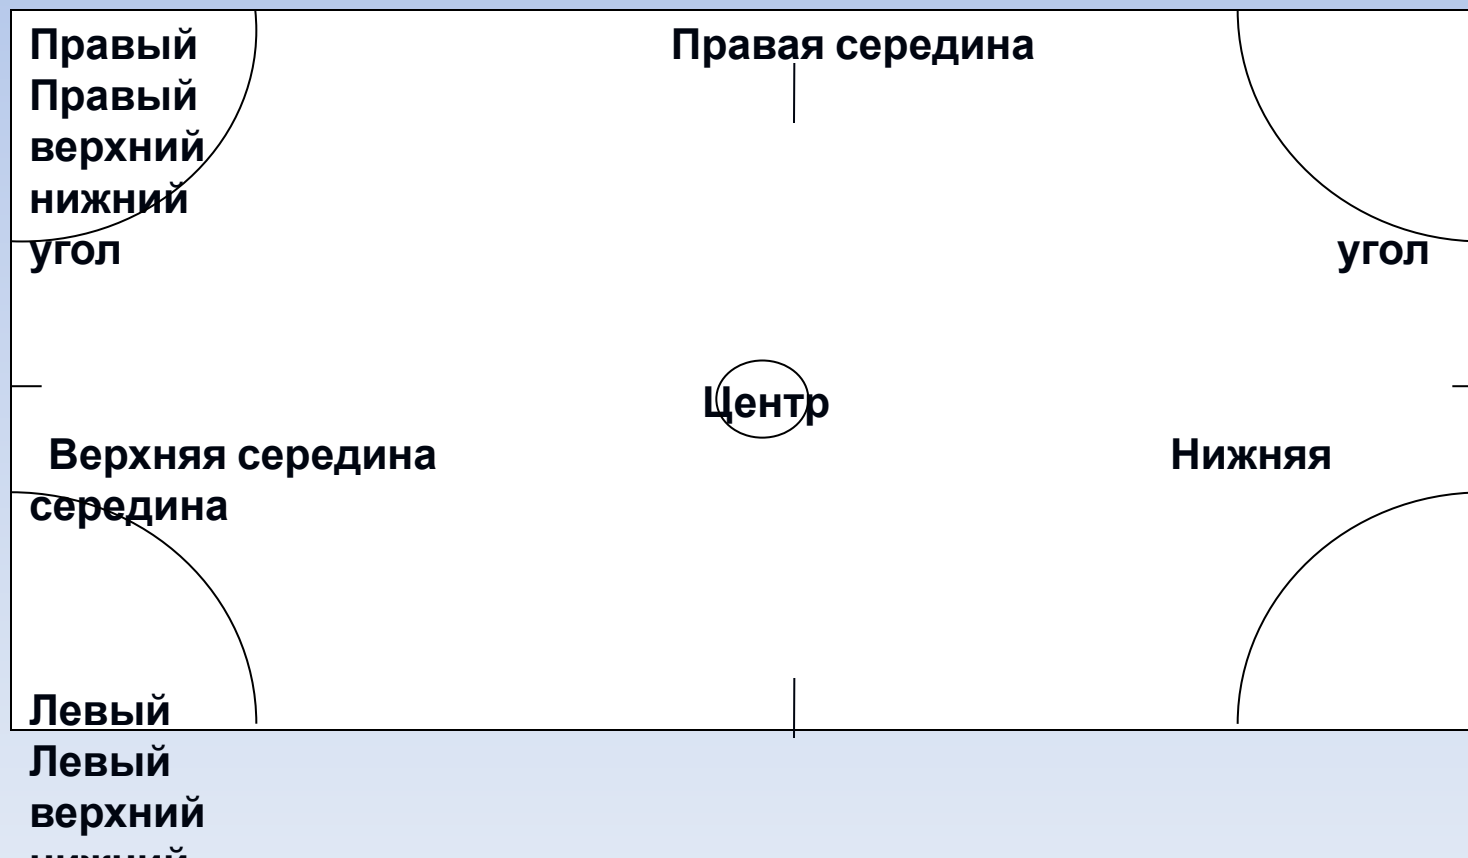 Правый
Правая середина
Правый
верхний
нижний
угол
угол
Центр
Верхняя середина
Нижняя
середина
Левый
Левый
верхний